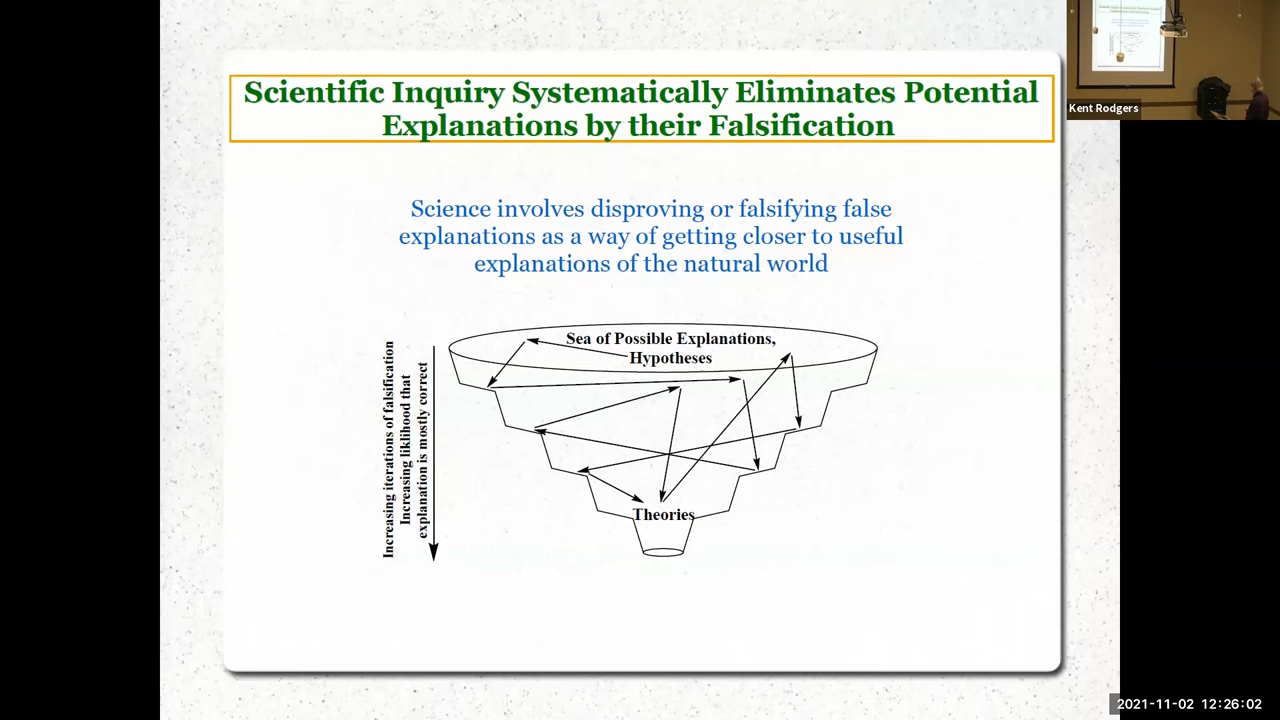 Scientific Inquiry Systematically Eliminates Potential
Explanations by their Falsification
Science involves disproving or falsifying false
explanations as a way of getting closer to useful
explanations of the natural world
Sea of Possible Explanations,
Hypotheses
Increasing iterations of falsification
Increasing liklihood that
explanation is mostly correct
Theories
Kent Rodgers
2021-11-02 12:26:02